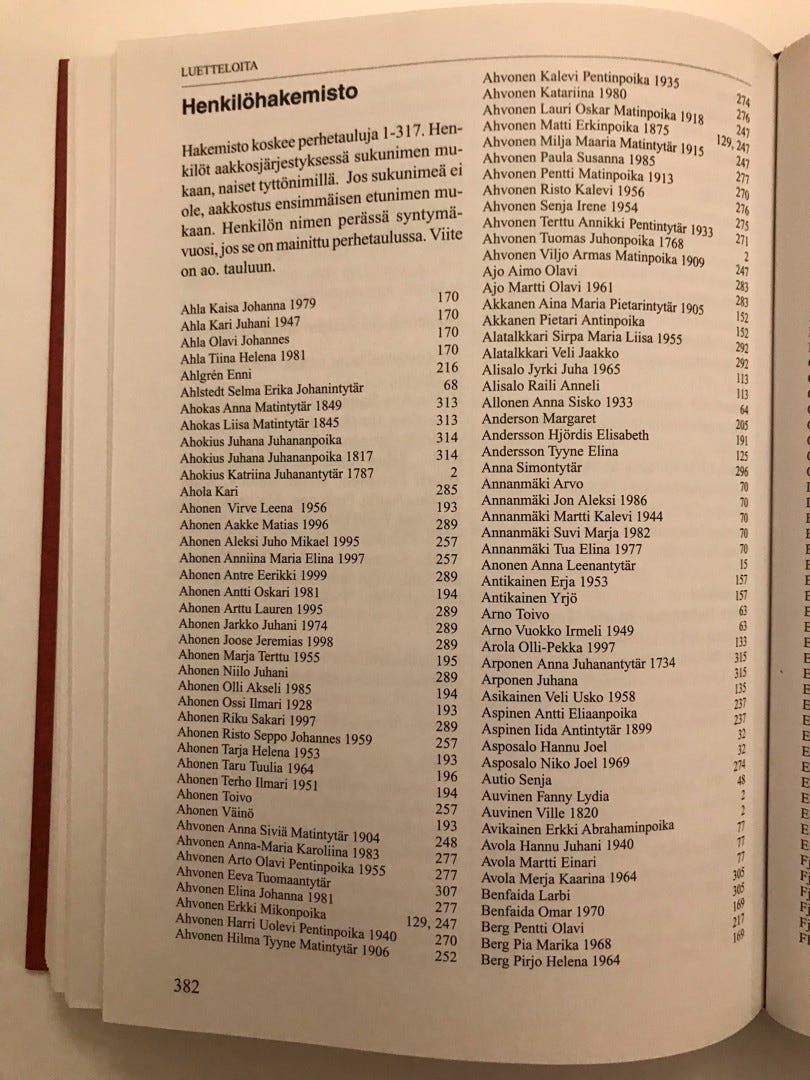 LUETTELOITA
Henkilöhakemisto
Hakemisto koskee perhetauluja 1-317. Hen-
kilöt aakkosjärjestyksessä sukunimen mu-
kaan, naiset tyttönimillä. Jos sukunimeä ei
ole, aakkostus ensimmäisen etunimen mu-
kaan. Henkilön nimen perässä syntymä-
vuosi, jos se on mainittu perhetaulussa. Viite
on ao. tauluun.
Ahla Kaisa Johanna 1979 170
Ahla Kari Juhani 1947 170
Ahla Olavi Johannes 170
Ahla Tiina Helena 1981 170
Ahlgrén Enni 216
Ahlstedt Selma Erika Johanintytär 68
Ahokas Anna Matintytär 1849 313
Ahokas Liisa Matintytär 1845 313
Ahokius Juhana Juhananpoika 314
Ahokius Juhana Juhananpoika 1817 314
Ahokius Katriina Juhanantytär 1787 2
Ahola Kari 285
Ahonen Virve Leena 1956 193
Ahonen Aakke Matias 1996 289
Ahonen Aleksi Juho Mikael 1995 257
Ahonen Anniina Maria Elina 1997 257
Ahonen Antre Eerikki 1999 289
Ahonen Antti Oskari 1981 194
Ahonen Arttu Lauren 1995 289
Ahonen Jarkko Juhani 1974 289
Ahonen Joose Jeremias 1998 289
Ahonen Marja Terttu 1955 195
Ahonen Niilo Juhani 289
Ahonen Olli Akseli 1985 194
Ahonen Ossi Ilmari 1928 193
Ahonen Riku Sakari 1997 289
Ahonen Risto Seppo Johannes 1959 257
Ahonen Tarja Helena 1953 193
Ahonen Taru Tuulia 1964 196
Ahonen Terho Ilmari 1951 194
Ahonen Toivo 257
Ahonen Väinö 193
Ahvonen Anna Siviä Matintytär 1904 248
Ahvonen Anna-Maria Karoliina 1983 277
Ahvonen Arto Olavi Pentinpoika 1955 277
Ahvonen Eeva Tuomaantytär 307
Ahvonen Elina Johanna 1981 277
Ahvonen Erkki Mikonpoika 129, 247
Ahvonen Harri Uolevi Pentinpoika 1940 270
Ahvonen Hilma Tyyne Matintytär 1906 252
Ahvonen Kalevi Pentinpoika 1935 274
Ahvonen Katariina 1980 276
Ahvonen Lauri Oskar Matinpoika 1918 247
Ahvonen Matti Erkinpoika 1875 129, 247
Ahvonen Milja Maaria Matintytär 1915 247
Ahvonen Paula Susanna 1985 277
Ahvonen Pentti Matinpoika 1913 270
Ahvonen Risto Kalevi 1956 276
Ahvonen Senja Irene 1954 275
Ahvonen Terttu Annikki Pentintytär 1933 271
Ahvonen Tuomas Juhonpoika 1768 2
Ahvonen Viljo Armas Matinpoika 1909 247
Ajo Aimo Olavi 283
Ajo Martti Olavi 1961 283
Akkanen Aina Maria Pietarintytär 1905 152
Akkanen Pietari Antinpoika 152
Alatalkkari Sirpa Maria Liisa 1955 292
Alatalkkari Veli Jaakko 292
Alisalo Jyrki Juha 1965 113
Alisalo Raili Anneli 113
Allonen Anna Sisko 1933 64
Anderson Margaret 205
Andersson Hjördis Elisabeth 191
Andersson Tyyne Elina 125
Anna Simontytär 296
Annanmäki Arvo 70
Annanmäki Jon Aleksi 1986 70
Annanmäki Martti Kalevi 1944 70
Annanmäki Suvi Marja 1982 70
Annanmäki Tua Elina 1977 70
Anonen Anna Leenantytär 15
Antikainen Erja 1953 157
Antikainen Yrjö 157
Arno Toivo 63
Arno Vuokko Irmeli 1949 63
Arola Olli-Pekka 1997 133
Arponen Anna Juhanantytär 1734 315
Arponen Juhana 315
Asikainen Veli Usko 1958 135
Aspinen Antti Eliaanpoika 237
Aspinen Iida Antintytär 1899 237
Asposalo Hannu Joel 32
Asposalo Niko Joel 1969 32
Autio Senja 274
Auvinen Fanny Lydia 48
Auvinen Ville 1820 2
Avikainen Erkki Abrahaminpoika 2
Avola Hannu Juhani 1940 77
Avola Martti Einari 77
Avola Merja Kaarina 1964 77
Benfaida Larbi 305
Benfaida Omar 1970 305
Berg Pentti Olavi 169
Berg Pia Marika 1968 217
Berg Pirjo Helena 1964 169
382